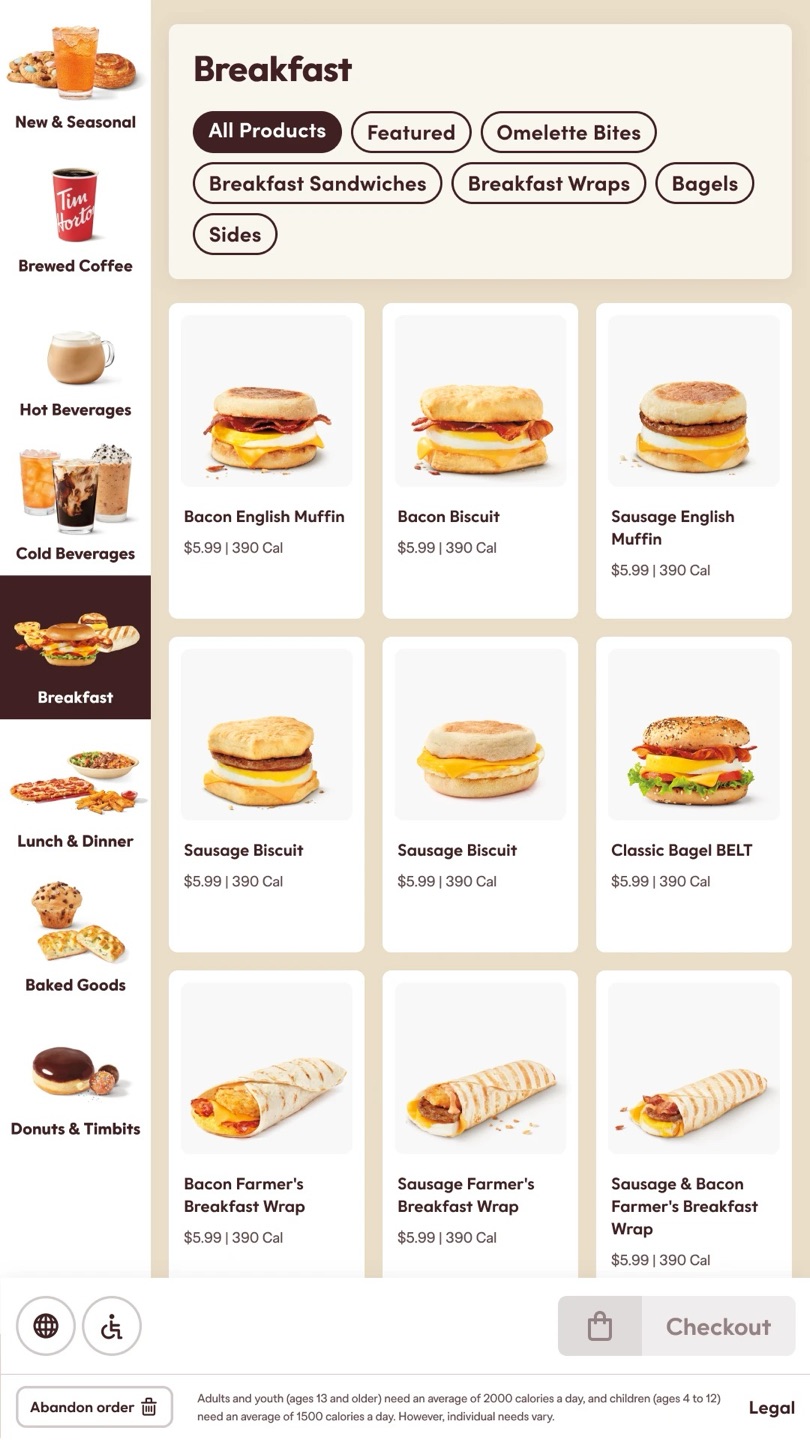 New & Seasonal
Tim
Horto
Brewed Coffee
Hot Beverages
Cold Beverages
Breakfast
Lunch & Dinner
Baked Goods
Donuts & Timbits
Breakfast
All Products
Featured
Omelette Bites
Breakfast Sandwiches
Breakfast Wraps
Bagels
Sides
Bacon English Muffin
$5.99 | 390 Cal
Bacon Biscuit
$5.99 | 390 Cal
Sausage English
Muffin
$5.99 | 390 Cal
Sausage Biscuit
$5.99 | 390 Cal
Sausage Biscuit
$5.99 | 390 Cal
Classic Bagel BELT
$5.99 | 390 Cal
Bacon Farmer's
Breakfast Wrap
$5.99 | 390 Cal
Sausage Farmer's
Breakfast Wrap
$5.99 | 390 Cal
Sausage & Bacon
Farmer's Breakfast
Wrap
$5.99 | 390 Cal
Checkout
Abandon order
Adults and youth (ages 13 and older) need an average of 2000 calories a day, and children (ages 4 to 12)
need an average of 1500 calories a day. However, individual needs vary.
Legal